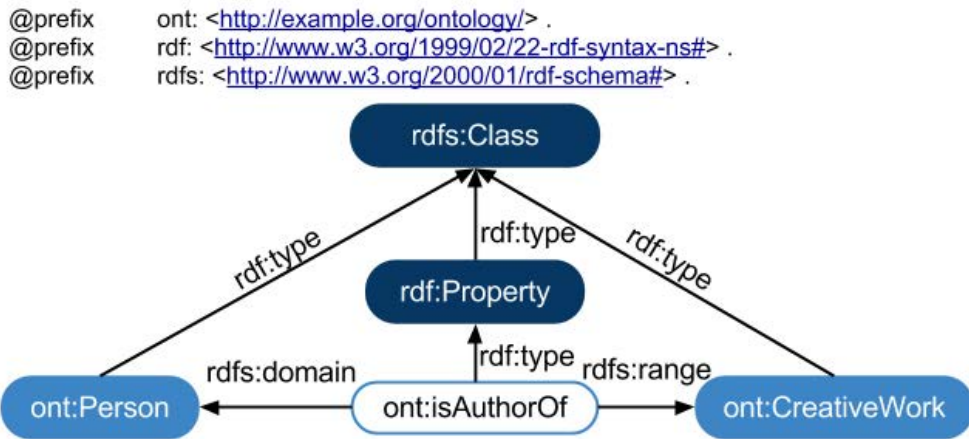 @prefix ont: <http://example.org/ontology/> .
@prefix rdf: <http://www.w3.org/1999/02/22-rdf-syntax-ns#> .
@prefix rdfs: <http://www.w3.org/2000/01/rdf-schema#> .
rdfs:Class
rdf:type
rdf:type
rdf:type
rdf:Property
rdfs:domain
rdf:type
rdfs:range
ont:Person
ont:isAuthorOf
ont:CreativeWork